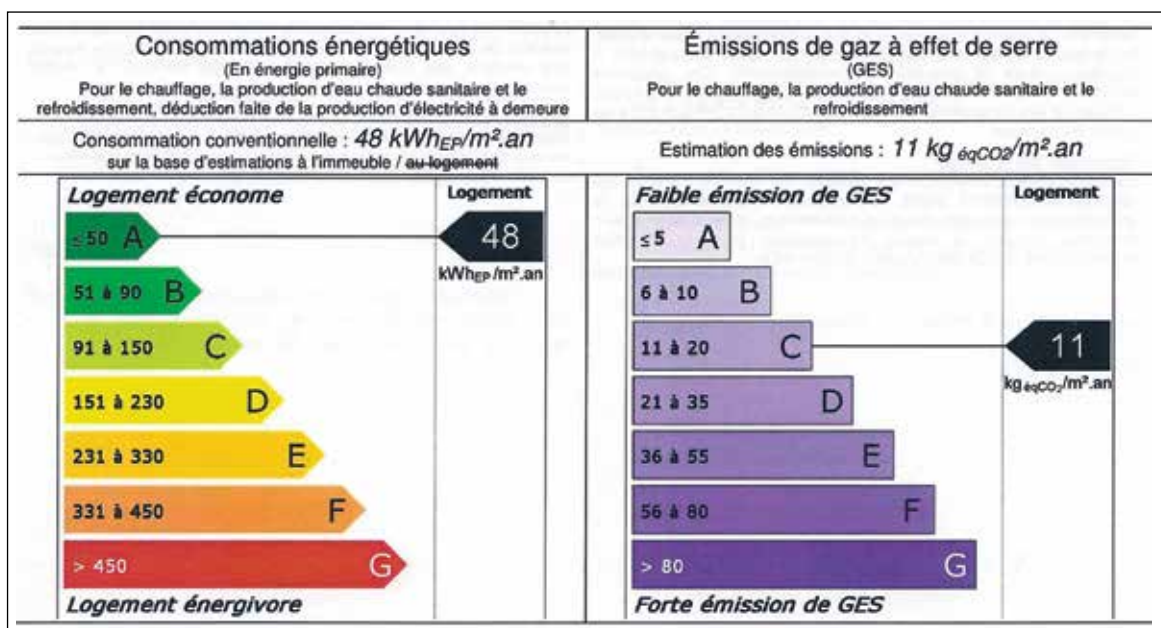 Consommations énergétiques
(En énergie primaire)
Pour le chauffage, la production d'eau chaude sanitaire et le
refroidissement, déduction faite de la production d'électricité à demeure
Consommation conventionnelle : 48 kWhEP/m².an
sur la base d'estimations à l'immeuble / au logement
Logement économe
Logement
≤ 50 A
48
kWhEP/m².an
51 à 90 B
91 à 150 C
151 à 230 D
231 à 330 E
331 à 450 F
> 450 G
Logement énergivore
Émissions de gaz à effet de serre
(GES)
Pour le chauffage, la production d'eau chaude sanitaire et le
refroidissement
Estimation des émissions : 11 kg éqCO2/m².an
Faible émission de GES
Logement
≤ 5 A
6 à 10 B
11 à 20 C
11
kg éqCO2/m².an
21 à 35 D
36 à 55 E
56 à 80 F
> 80 G
Forte émission de GES